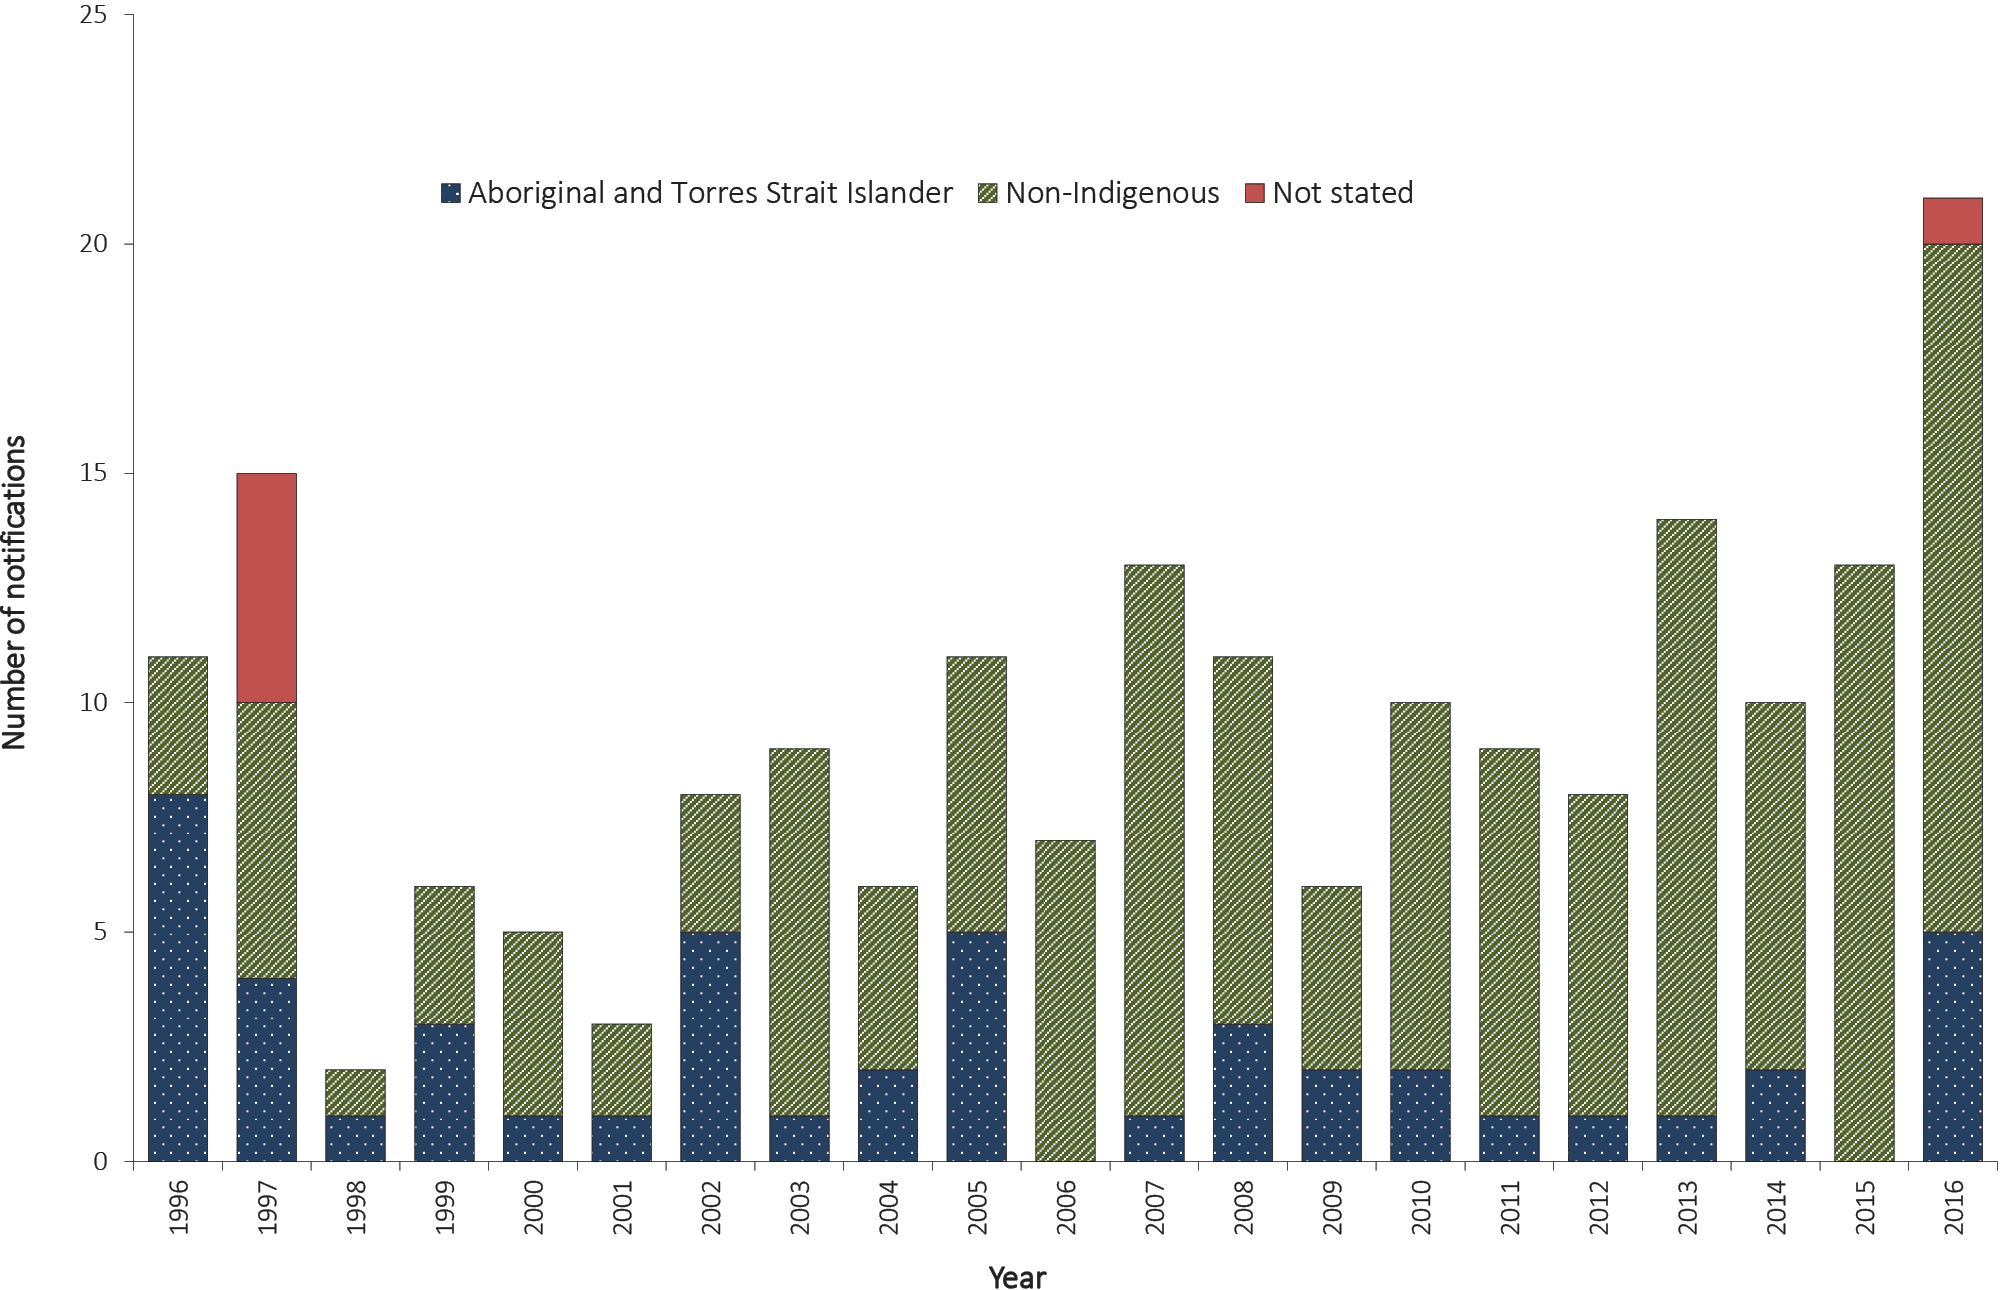 25
20
15
10
5
0
Number of notifications
Aboriginal and Torres Strait Islander Non-Indigenous Not stated
1996 1997 1998 1999 2000 2001 2002 2003 2004 2005 2006 2007 2008 2009 2010 2011 2012 2013 2014 2015 2016
Year